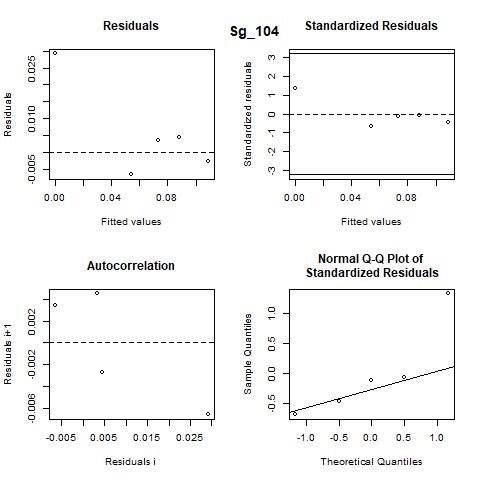 Sg_104
Residuals
Residuals
0.025
0.010
-0.005
0.00
0.08
Fitted values
Standardized Residuals
Standardized residuals
3
2
1
0
-1
-2
-3
0.00
0.08
Fitted values
Autocorrelation
Residuals i+1
0.002
-0.002
-0.006
-0.005
0.005
0.015
0.025
Residuals i
Normal Q-Q Plot of
Standardized Residuals
Sample Quantiles
1.0
0.5
0.0
-0.5
-1.0
-0.5
0.0
0.5
1.0
Theoretical Quantiles